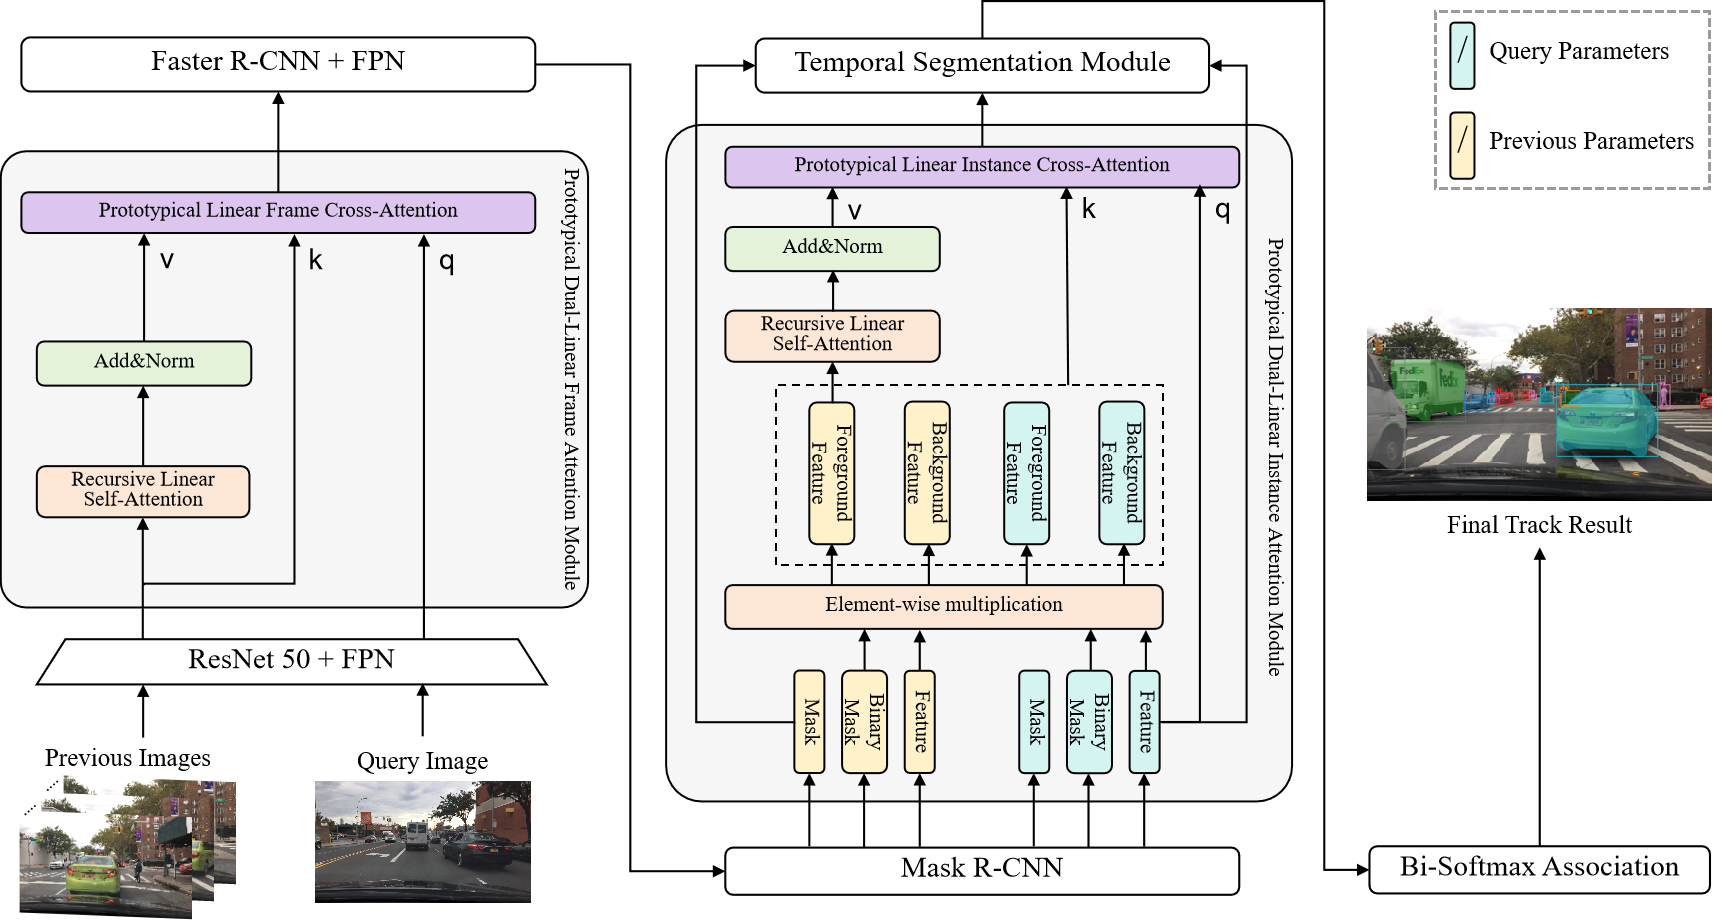 Faster R-CNN + FPN
Prototypical Linear Frame Cross-Attention
v
k
q
Add&Norm
Recursive Linear
Self-Attention
Prototypical Dual-Linear Frame Attention Module
ResNet 50 + FPN
Previous Images
Query Image
Temporal Segmentation Module
Prototypical Linear Instance Cross-Attention
v
k
q
Add&Norm
Recursive Linear
Self-Attention
Foreground
Feature
Background
Feature
Foreground
Feature
Background
Feature
Element-wise multiplication
Mask
Binary
Mask
Feature
Mask
Binary
Mask
Feature
Prototypical Dual-Linear Instance Attention Module
Mask R-CNN
/ Query Parameters
/ Previous Parameters
FedEx
FedEx
Final Track Result
Bi-Softmax Association